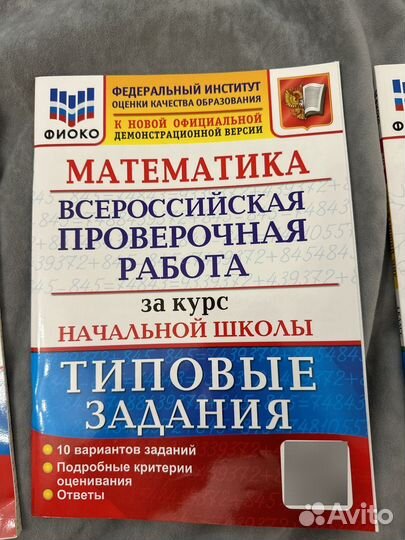 ФИОКО
ФЕДЕРАЛЬНЫЙ ИНСТИТУТ
ОЦЕНКИ КАЧЕСТВА ОБРАЗОВАНИЯ
К НОВОЙ ОФИЦИАЛЬНОЙ
ДЕМОНСТРАЦИОННОЙ ВЕРСИИ
МАТЕМАТИКА
ВСЕРОССИЙСКАЯ
ПРОВЕРОЧНАЯ
РАБОТА
за курс
НАЧАЛЬНОЙ ШКОЛЫ
ТИПОВЫЕ
ЗАДАНИЯ
• 10 вариантов заданий
• Подробные критерии
оценивания
• Ответы
Avito